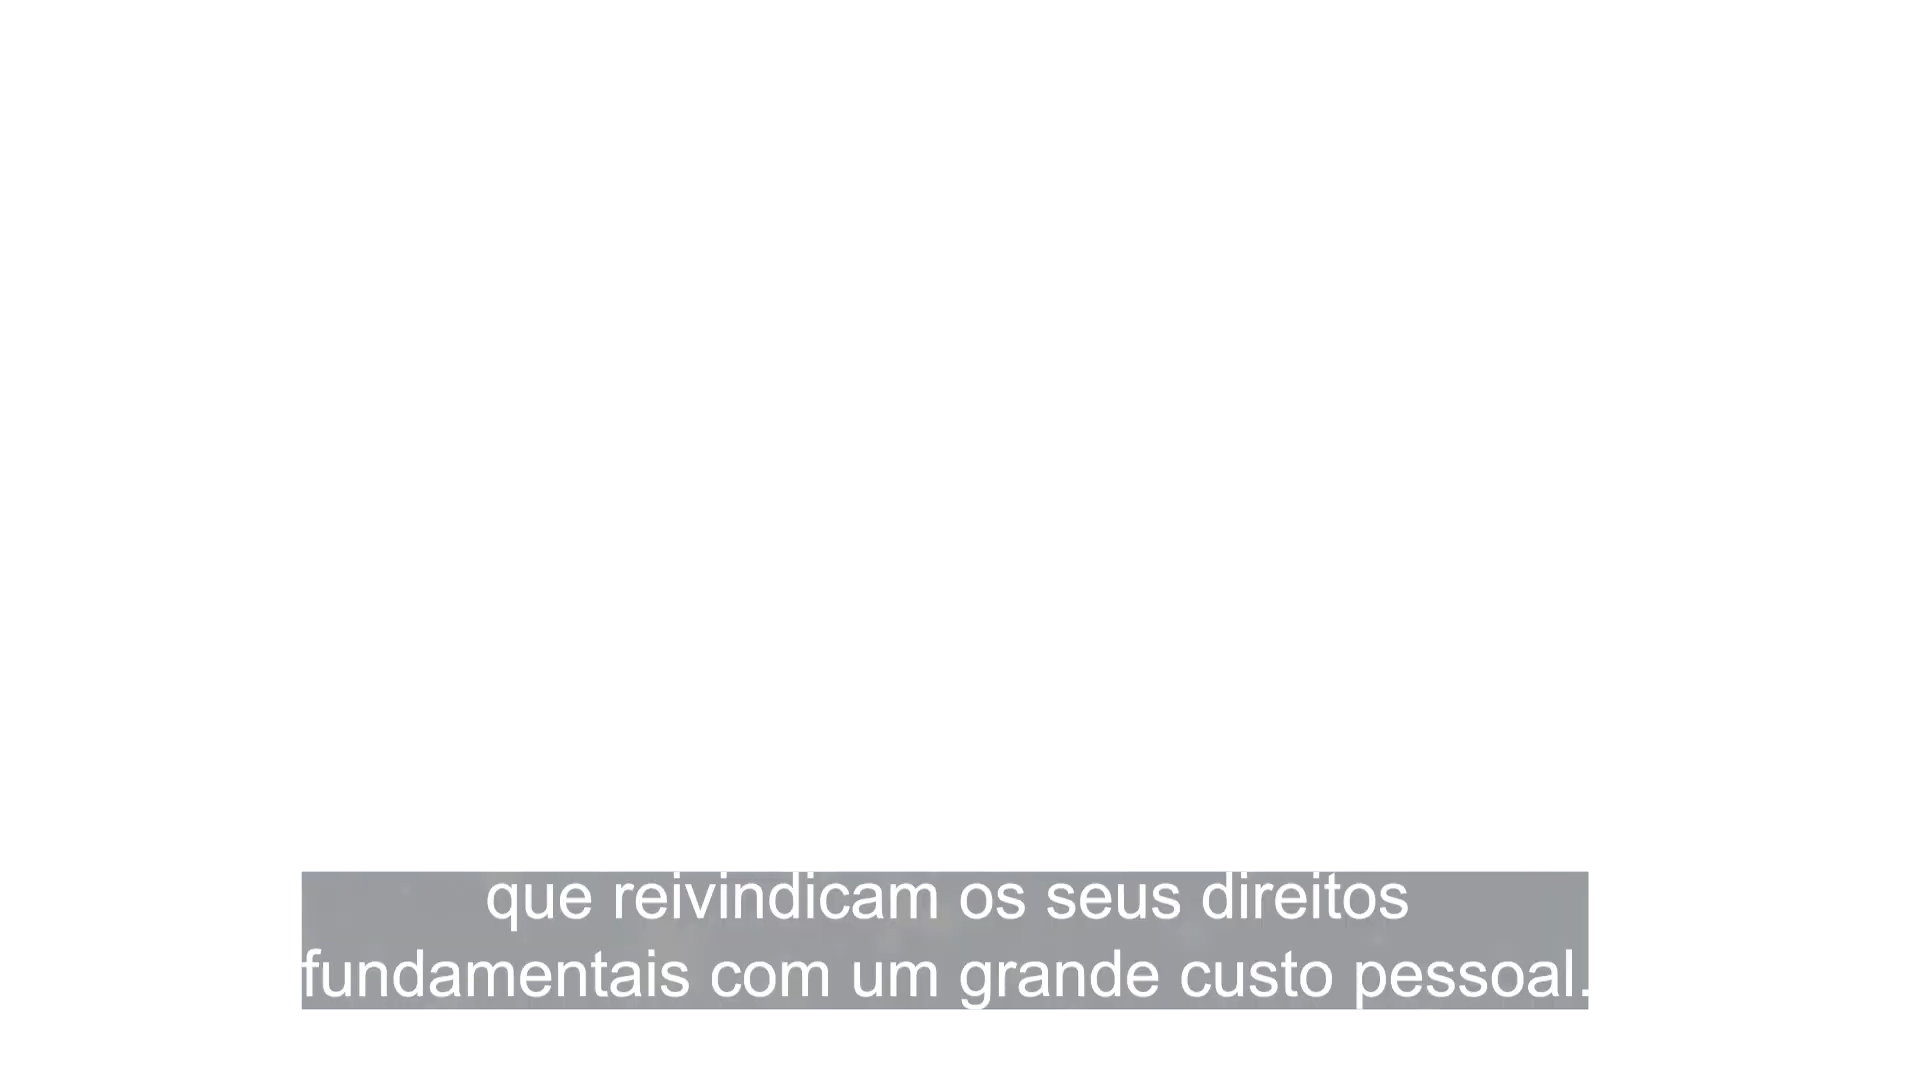 que reivindicam os seus direitos
fundamentais com um grande custo pessoal.